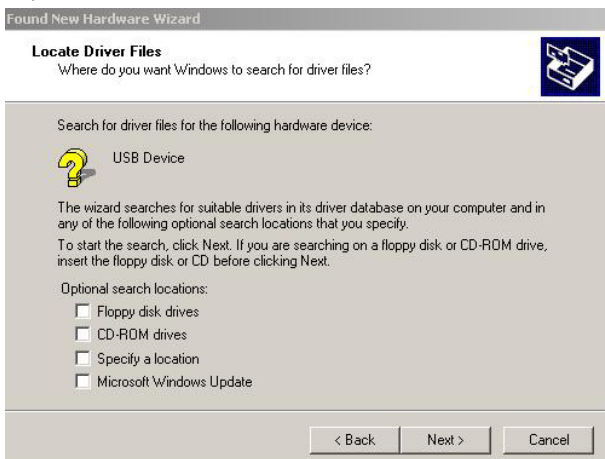 Found New Hardware Wizard
Locate Driver Files
Where do you want Windows to search for driver files?
Search for driver files for the following hardware device:
USB Device
The wizard searches for suitable drivers in its driver database on your computer and in
any of the following optional search locations that you specify.
To start the search, click Next. If you are searching on a floppy disk or CD-ROM drive,
insert the floppy disk or CD before clicking Next.
Optional search locations:
Floppy disk drives
CD-ROM drives
Specify a location
Microsoft Windows Update
< Back Next > Cancel